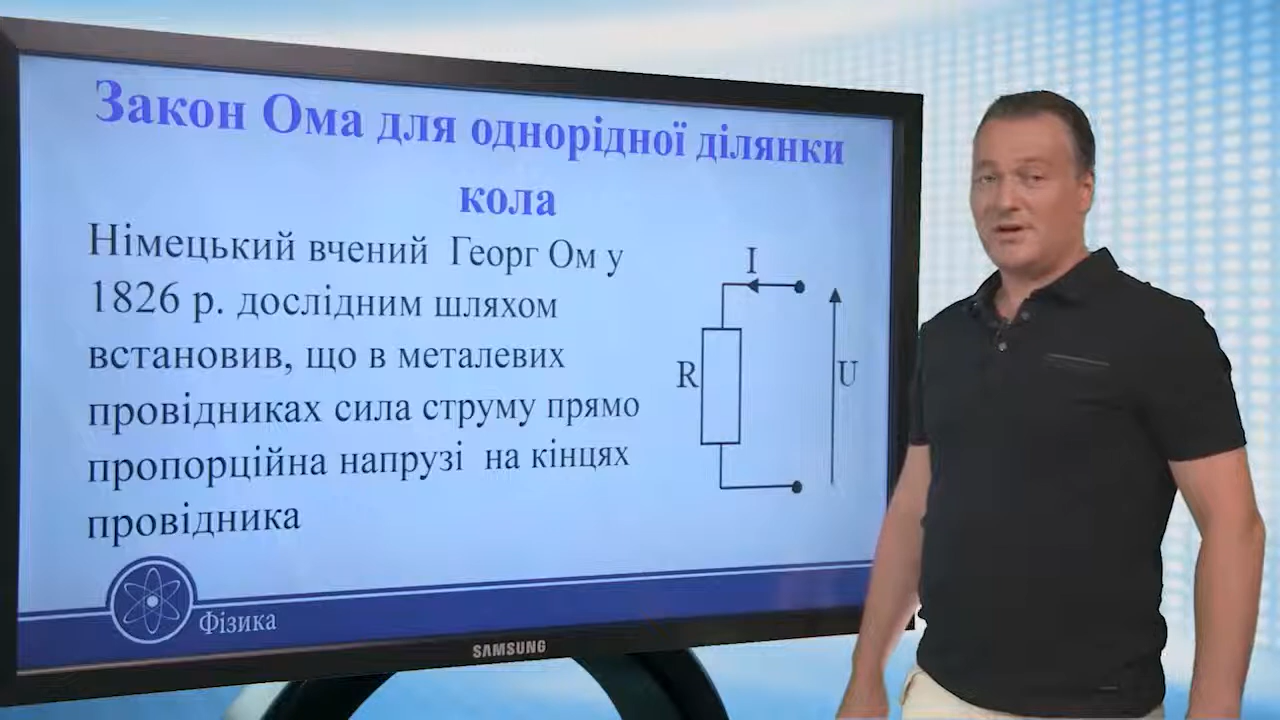 Закон Ома для однорідної ділянки
кола
Німецький вчений Георг Ом у
1826 р. дослідним шляхом
встановив, що в металевих
провідниках сила струму прямо
пропорційна напрузі на кінцях
провідника
I
R
U
Фізика
SAMSUNG